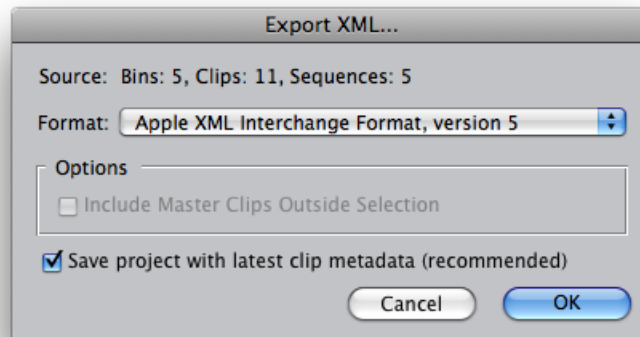 Export XML...
Source: Bins: 5, Clips: 11, Sequences: 5
Format: Apple XML Interchange Format, version 5
Options
Include Master Clips Outside Selection
Save project with latest clip metadata (recommended)
Cancel OK